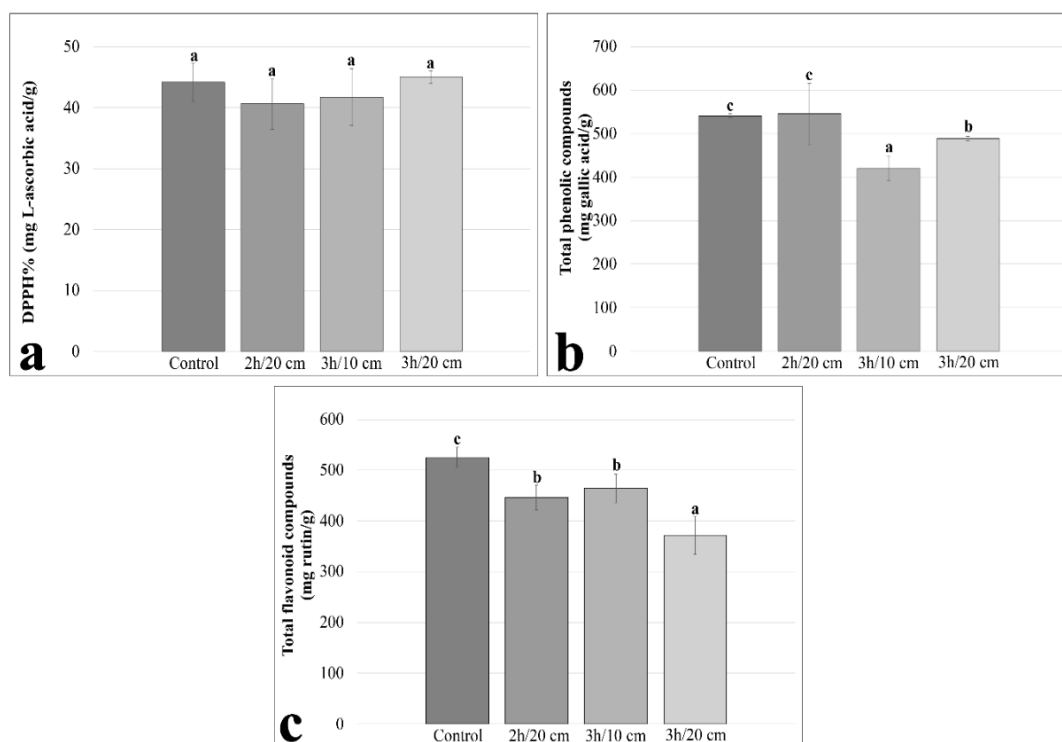 DPPH% (mg L-ascorbic acid/g)
50
40
30
20
10
0
a
a
a
a
Control
2h/20 cm
3h/10 cm
3h/20 cm
a
Total phenolic compounds
(mg gallic acid/g)
700
600
500
400
300
200
100
0
c
c
a
b
Control
2h/20 cm
3h/10 cm
3h/20 cm
b
Total flavonoid compounds
(mg rutin/g)
600
500
400
300
200
100
0
c
b
b
a
Control
2h/20 cm
3h/10 cm
3h/20 cm
c